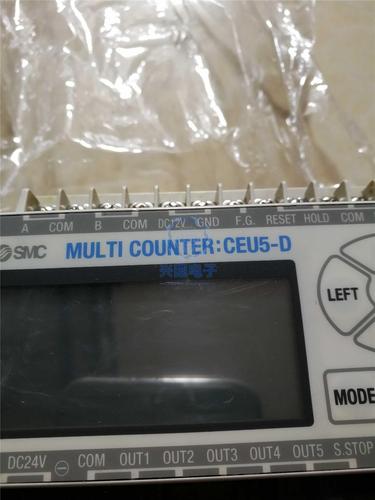 A COM B COM DC12V GND F.G. RESET HOLD COM
SMC MULTI COUNTER:CEU5-D
兴隆电子
LEFT
MODE
DC24V ⊖ COM OUT1 OUT2 OUT3 OUT4 OUT5 S.STOP